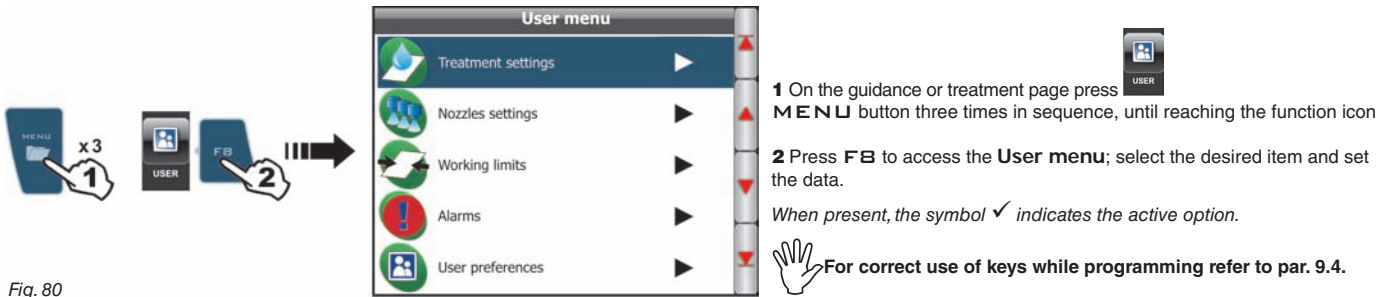 MENU
x3
1
USER
F8
2
User menu
Treatment settings
Nozzles settings
Working limits
Alarms
User preferences
Fig. 80
USER
1 On the guidance or treatment page press
MENU button three times in sequence, until reaching the function icon
2 Press F8 to access the User menu; select the desired item and set
the data.
When present, the symbol ✓ indicates the active option.
For correct use of keys while programming refer to par. 9.4.